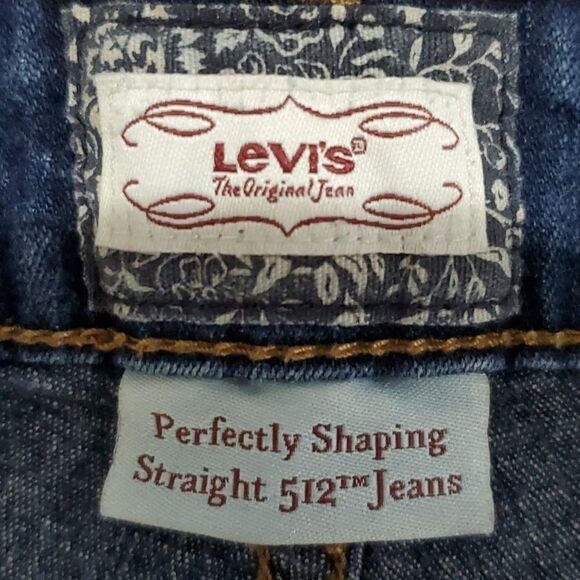 Levi's®
The Original Jean
Perfectly Shaping
Straight 512™ Jeans